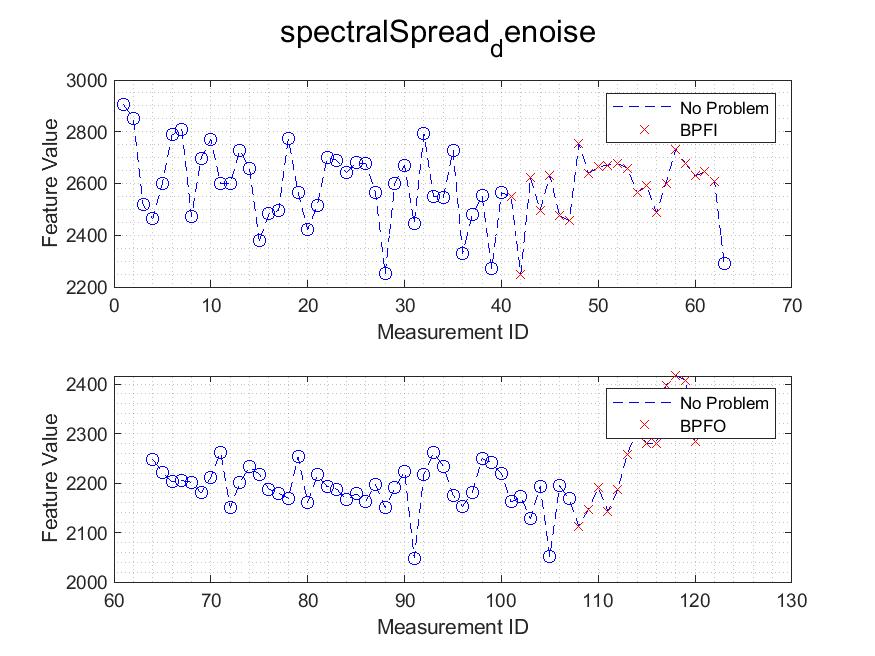 spectralSpread_denoise
3000
2800
2600
2400
2200
Feature Value
No Problem
BPFI
0 10 20 30 40 50 60 70
Measurement ID
2400
2300
2200
2100
2000
Feature Value
No Problem
BPFO
60 70 80 90 100 110 120 130
Measurement ID